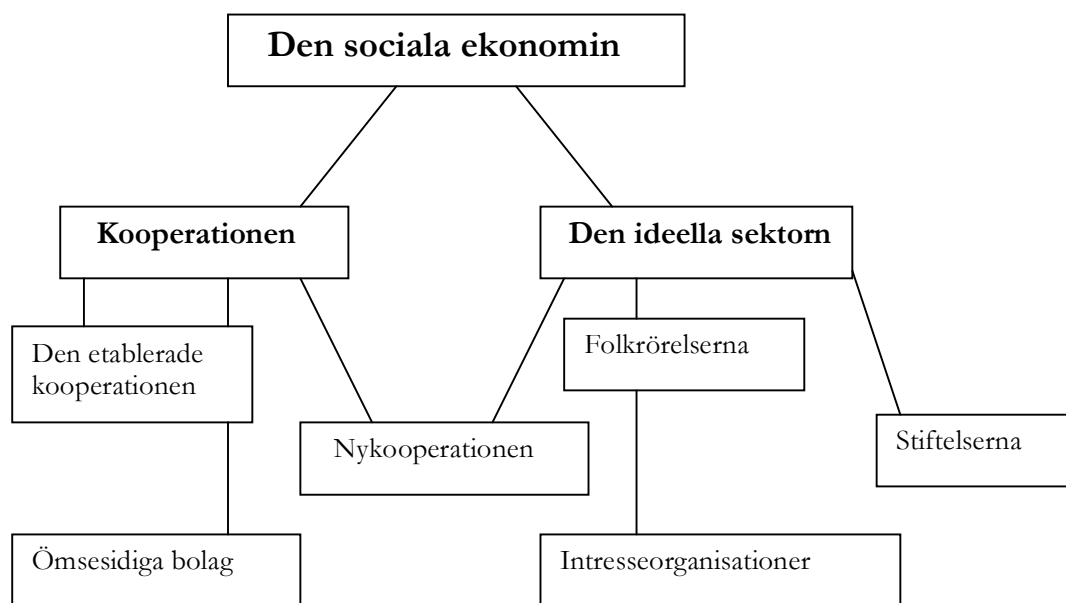 Den sociala ekonomin
Kooperationen
Den ideella sektorn
Den etablerade
kooperationen
Folkrörelserna
Nykooperationen
Stiftelserna
Ömsesidiga bolag
Intresseorganisationer